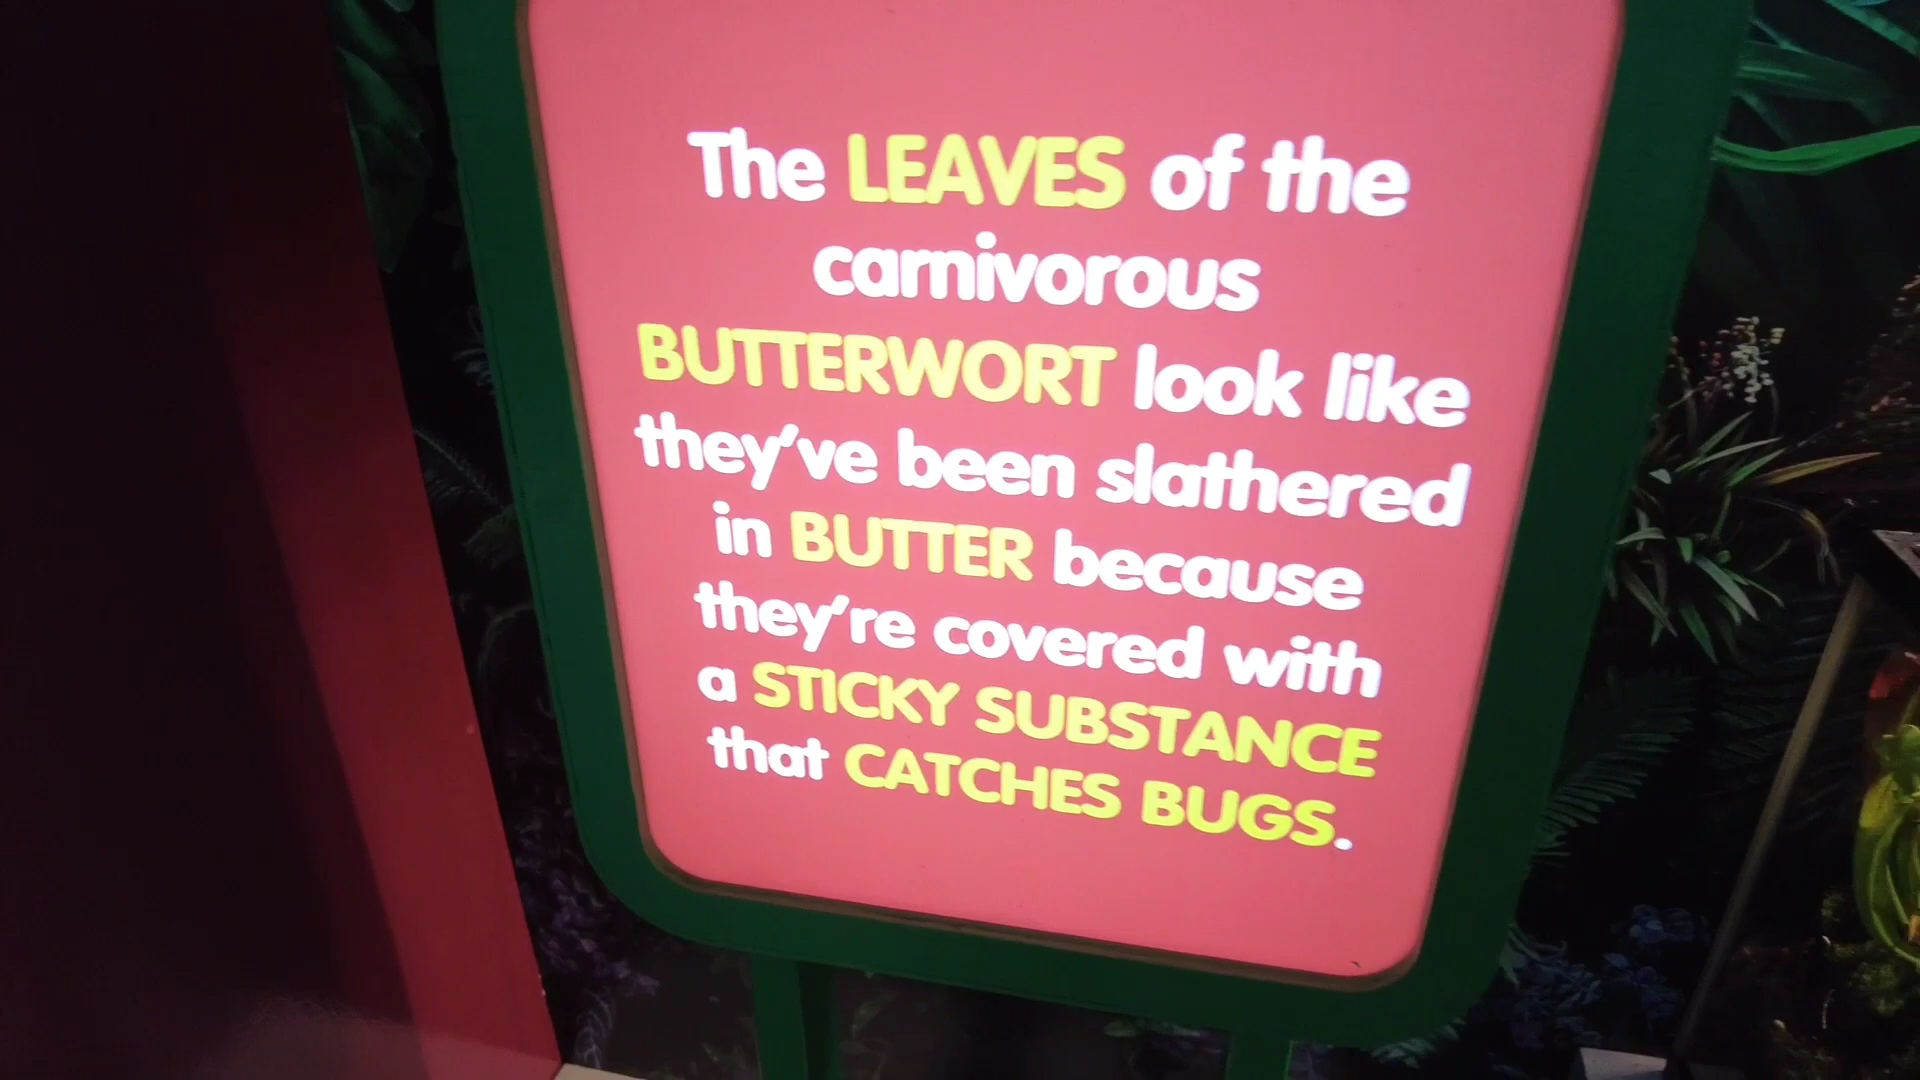 The LEAVES of the
carnivorous
BUTTERWORT look like
they've been slathered
in BUTTER because
they're covered with
a STICKY SUBSTANCE
that CATCHES BUGS.